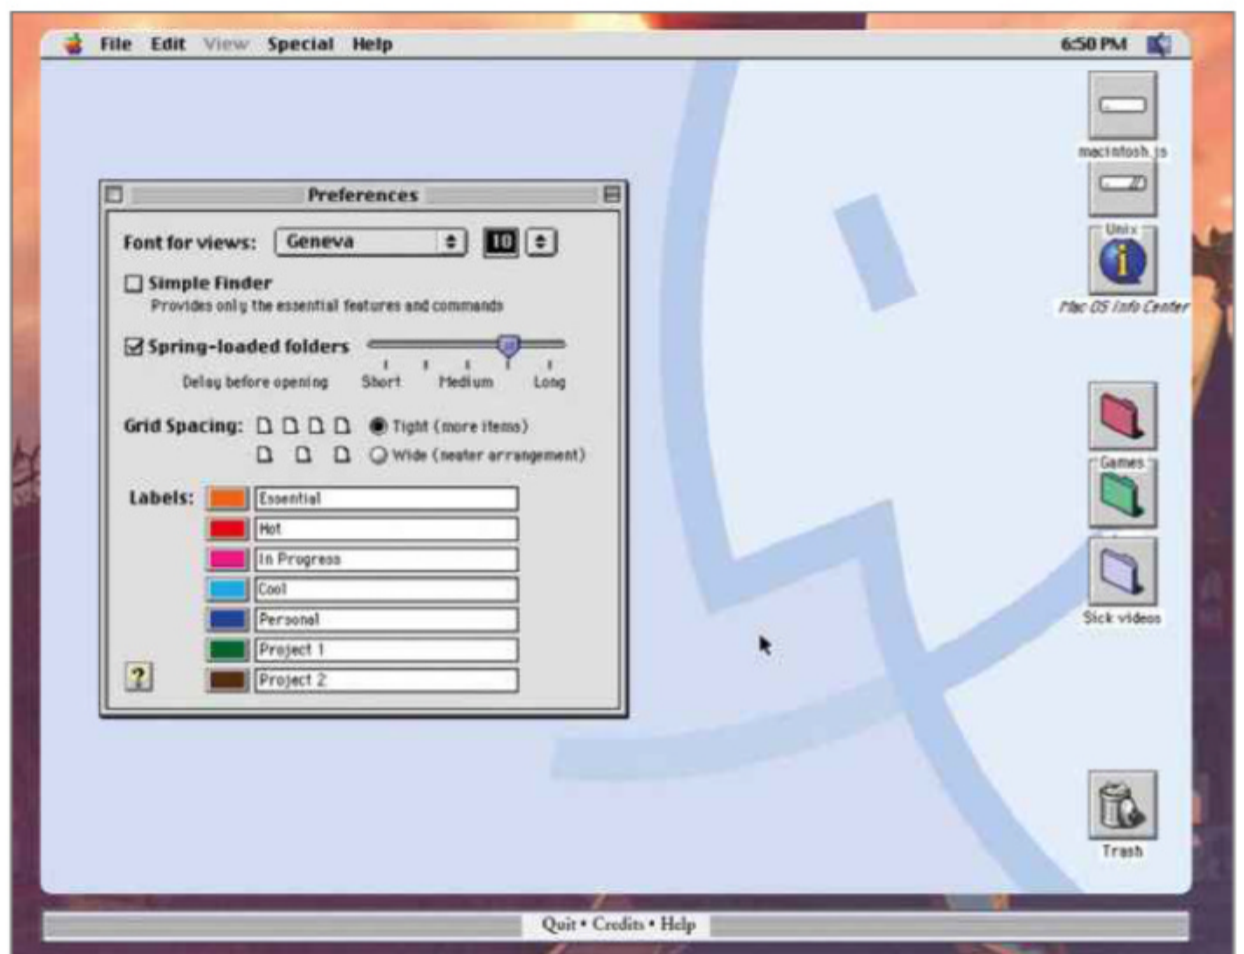 File Edit View Special Help 6:50 PM
macintosh.js
Unix
Mac OS Info Center
Preferences
Font for views: Geneva 10
Simple Finder
Provides only the essential features and commands
Spring-loaded folders
Delay before opening Short Medium Long
Grid Spacing: Tight (more items)
Wide (neater arrangement)
Labels: Essential
Hot
In Progress
Cool
Personal
Project 1
? Project 2
Games
Sick videos
Trash
Quit • Credits • Help